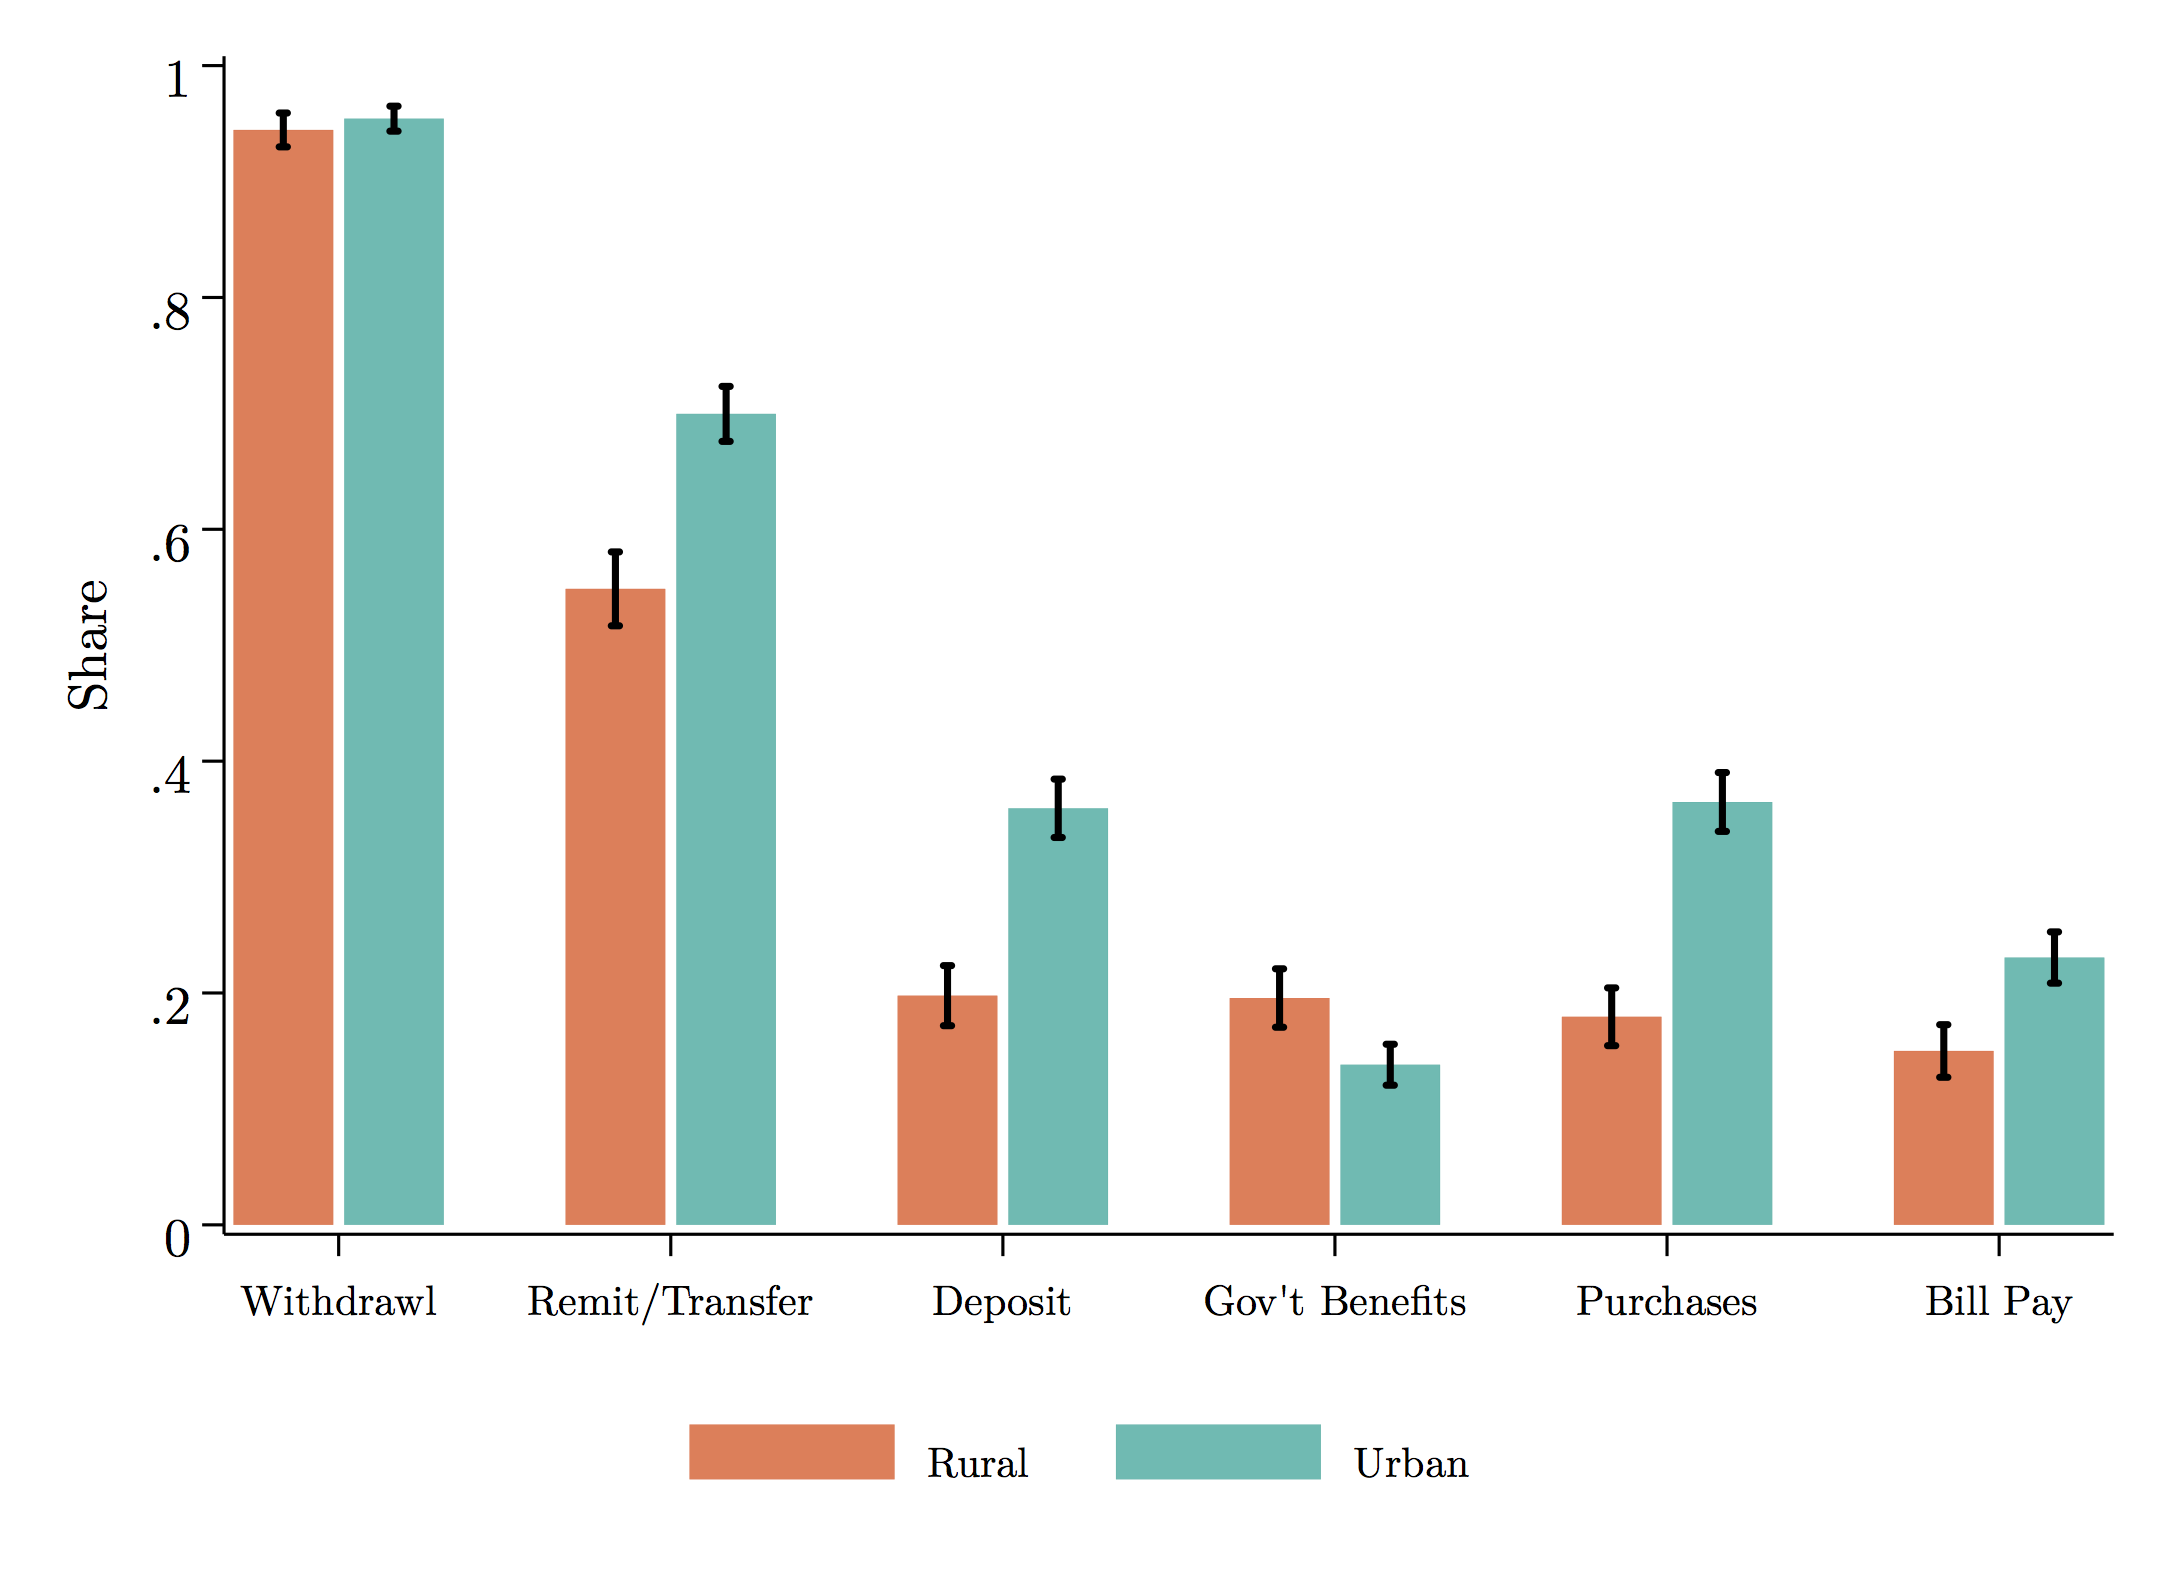 Share
1
.8
.6
.4
.2
0
Withdrawl Remit/Transfer Deposit Gov't Benefits Purchases Bill Pay
Rural Urban